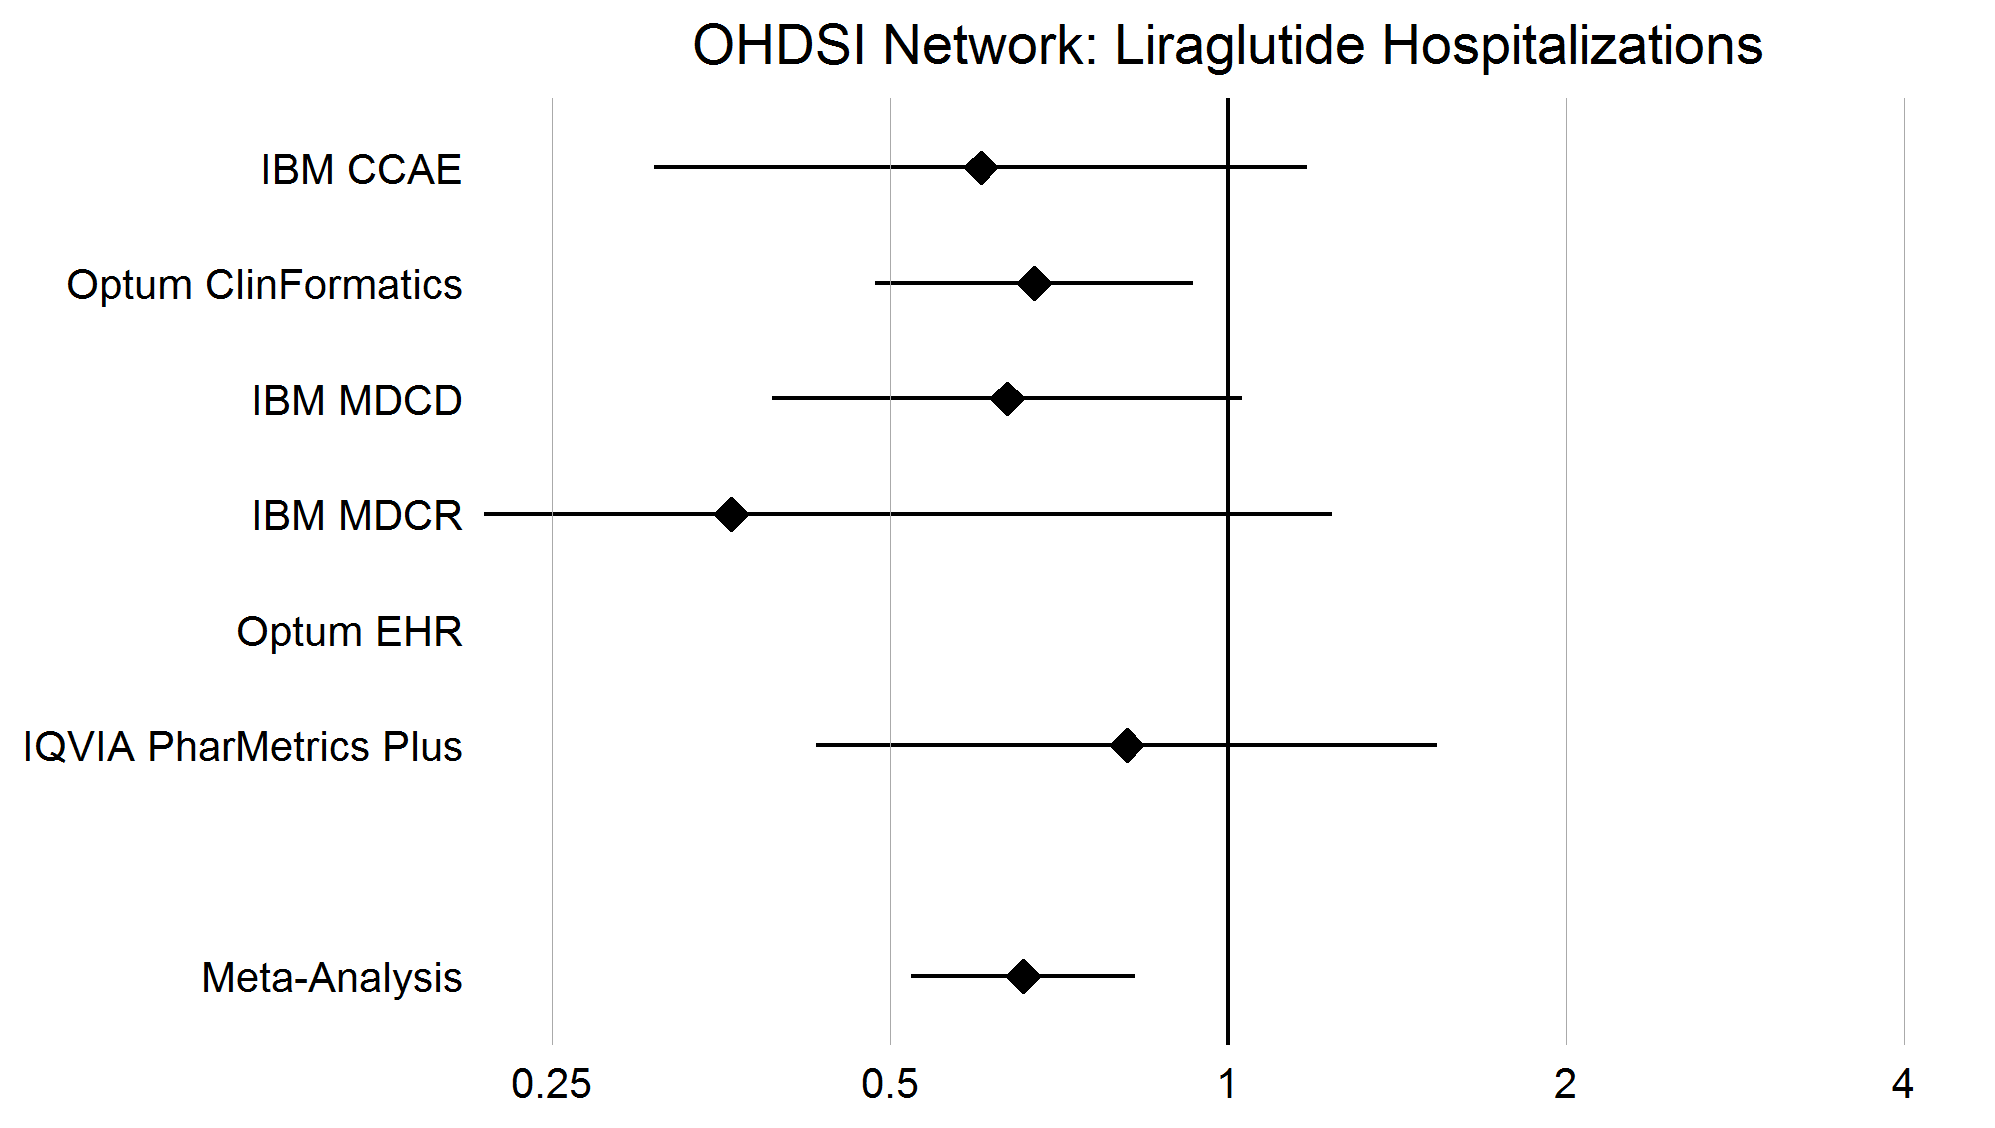 OHDSI Network: Liraglutide Hospitalizations
IBM CCAE
Optum ClinFormatics
IBM MDCD
IBM MDCR
Optum EHR
IQVIA PharMetrics Plus
Meta-Analysis
0.25 0.5 1 2 4